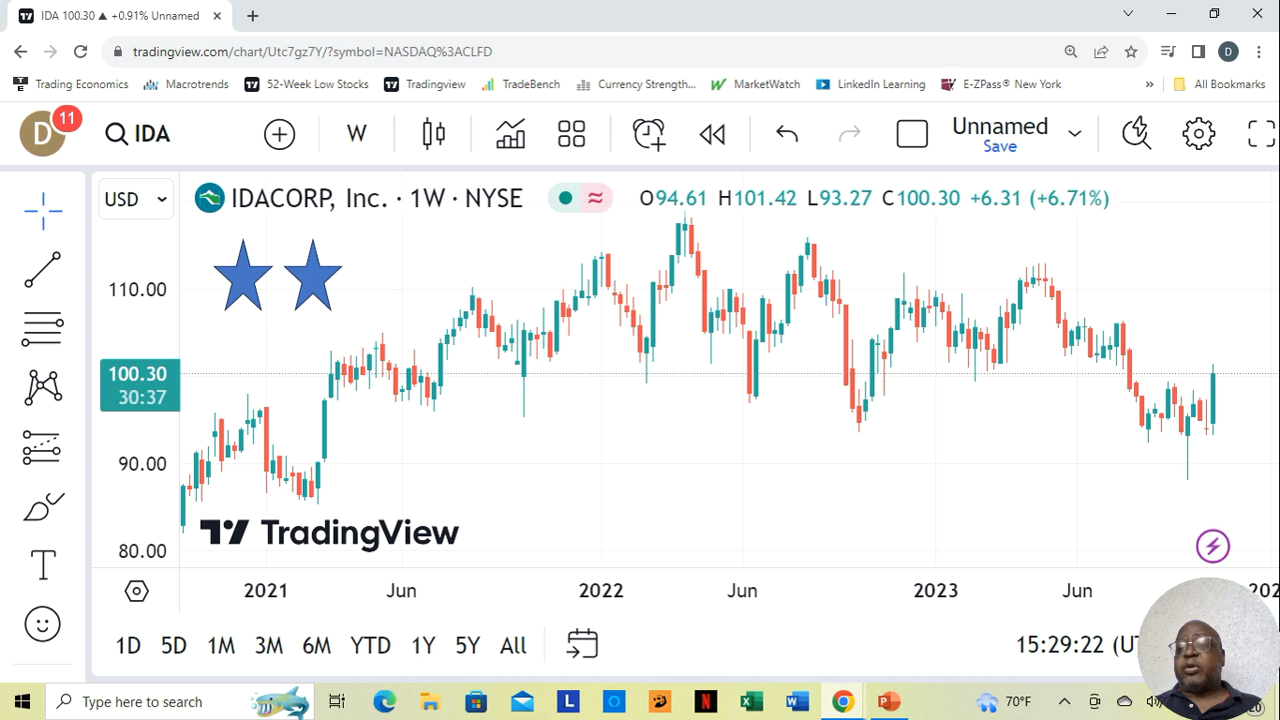 IDA 100.30 ▲ +0.91% Unnamed
tradingview.com/chart/Utc7gz7Y/?symbol=NASDAQ%3ACLFD
D
Trading Economics Macrotrends 52-Week Low Stocks Tradingview TradeBench Currency Strength... MarketWatch LinkedIn Learning E-ZPass® New York » All Bookmarks
D 11 IDA W Unnamed
Save
USD IDACORP, Inc. · 1W · NYSE O94.61 H101.42 L93.27 C100.30 +6.31 (+6.71%)
110.00
100.30
30:37
90.00
TradingView
80.00
2021 Jun 2022 Jun 2023 Jun
1D 5D 1M 3M 6M YTD 1Y 5Y All 15:29:22
Type here to search 70°F